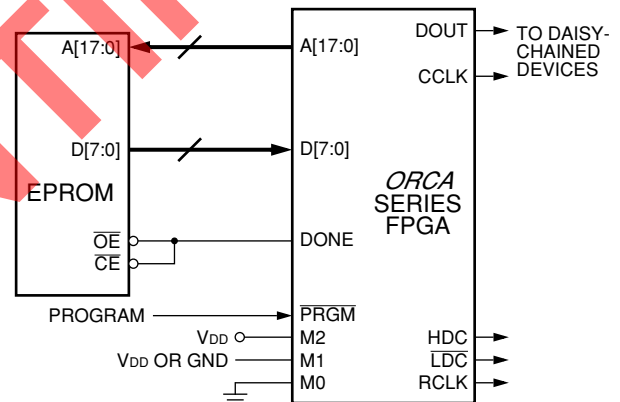 DOUT
TO DAISY-
CHAINED
DEVICES
A[17:0]
A[17:0]
CCLK
D[7:0]
D[7:0]
EPROM
ORCA
SERIES
FPGA
OE
CE
DONE
PROGRAM
PRGM
VDD
M2
HDC
VDD OR GND
M1
LDC
M0
RCLK